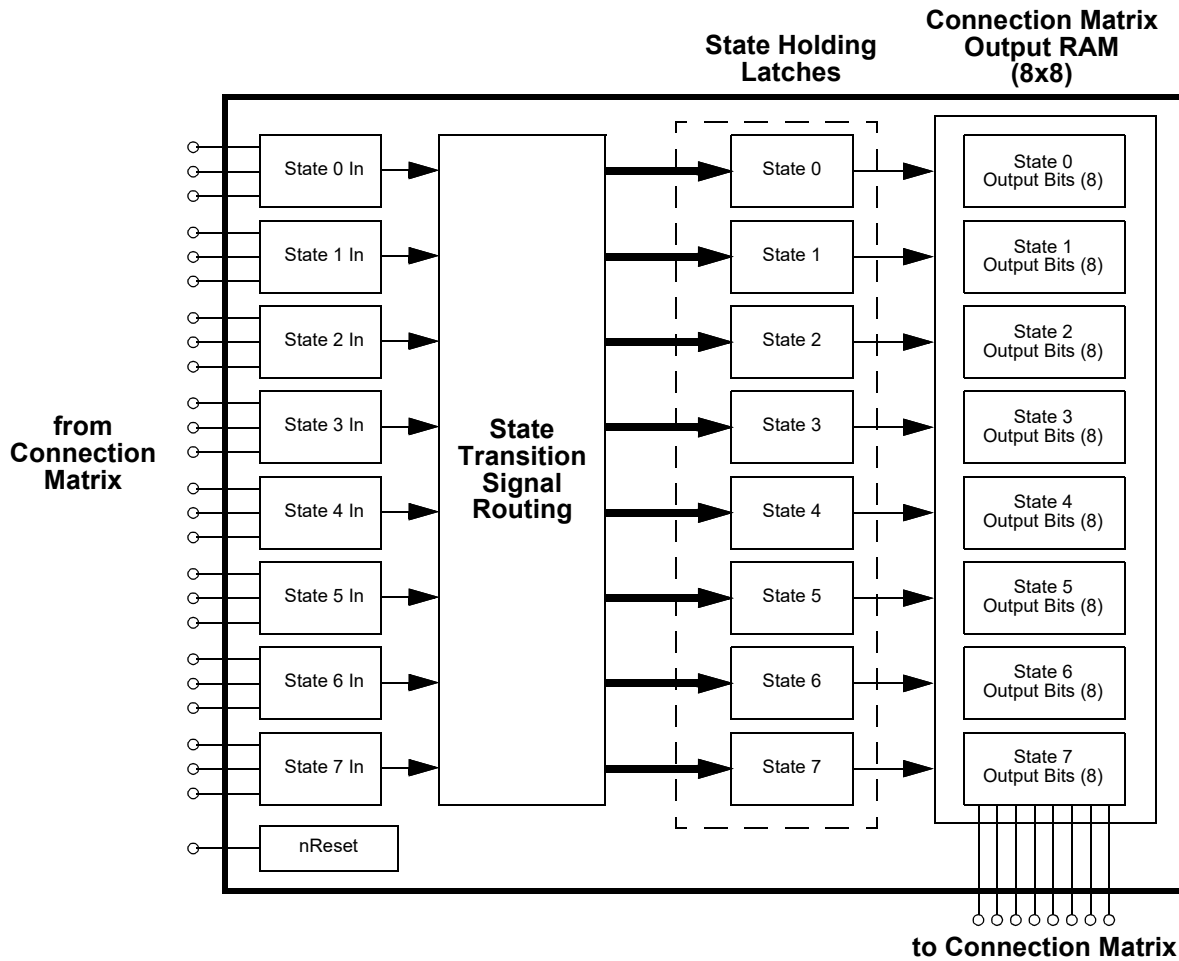 Connection Matrix
Output RAM
(8x8)
State Holding
Latches
from
Connection
Matrix
State 0 In
State 1 In
State 2 In
State 3 In
State 4 In
State 5 In
State 6 In
State 7 In
nReset
State
Transition
Signal
Routing
State 0
State 1
State 2
State 3
State 4
State 5
State 6
State 7
State 0
Output Bits (8)
State 1
Output Bits (8)
State 2
Output Bits (8)
State 3
Output Bits (8)
State 4
Output Bits (8)
State 5
Output Bits (8)
State 6
Output Bits (8)
State 7
Output Bits (8)
to Connection Matrix